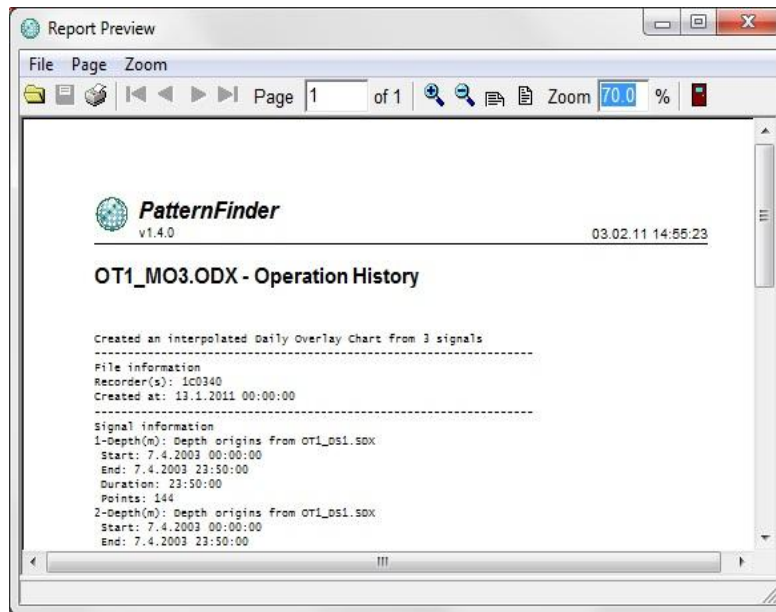 Report Preview
File Page Zoom
Page 1 of 1 Zoom 70.0 %
PatternFinder
v1.4.0
03.02.11 14:55:23
OT1_MO3.ODX - Operation History
Created an interpolated Daily Overlay Chart from 3 signals
--------------------------------------------------------------
File information
Recorder(s): 1C0340
Created at: 13.1.2011 00:00:00
--------------------------------------------------------------
Signal information
1-Depth(m): Depth origins from OT1_DS1.SDX
Start: 7.4.2003 00:00:00
End: 7.4.2003 23:50:00
Duration: 23:50:00
Points: 144
2-Depth(m): Depth origins from OT1_DS1.SDX
Start: 7.4.2003 00:00:00
End: 7.4.2003 23:50:00